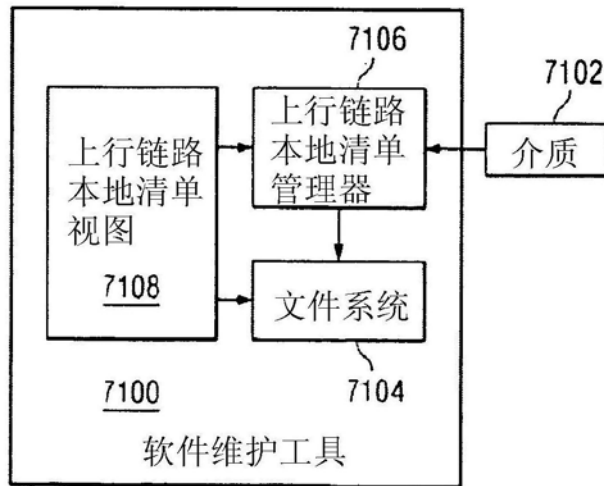 7106
7102
上行链路
本地清单
管理器
介质
上行链路
本地清单
视图
7108
文件系统
7104
7100
软件维护工具